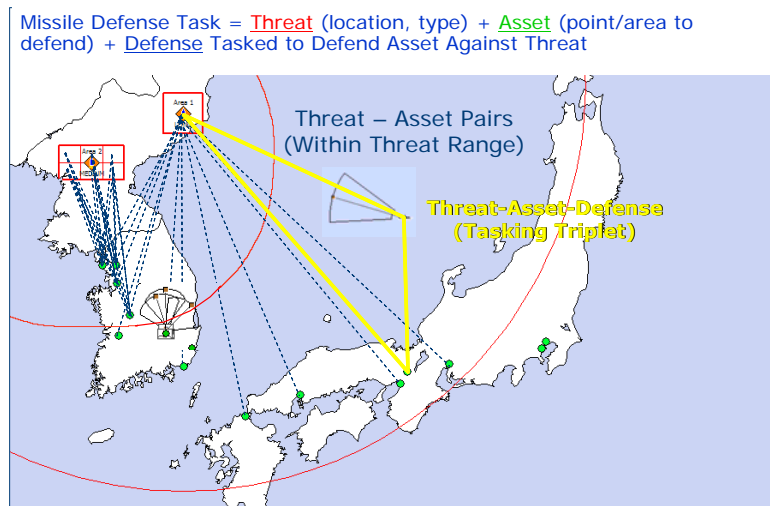 Missile Defense Task = Threat (location, type) + Asset (point/area to
defend) + Defense Tasked to Defend Asset Against Threat
Area 1
Threat – Asset Pairs
(Within Threat Range)
Area 2
MEDIUM
Threat-Asset-Defense
(Tasking Triplet)